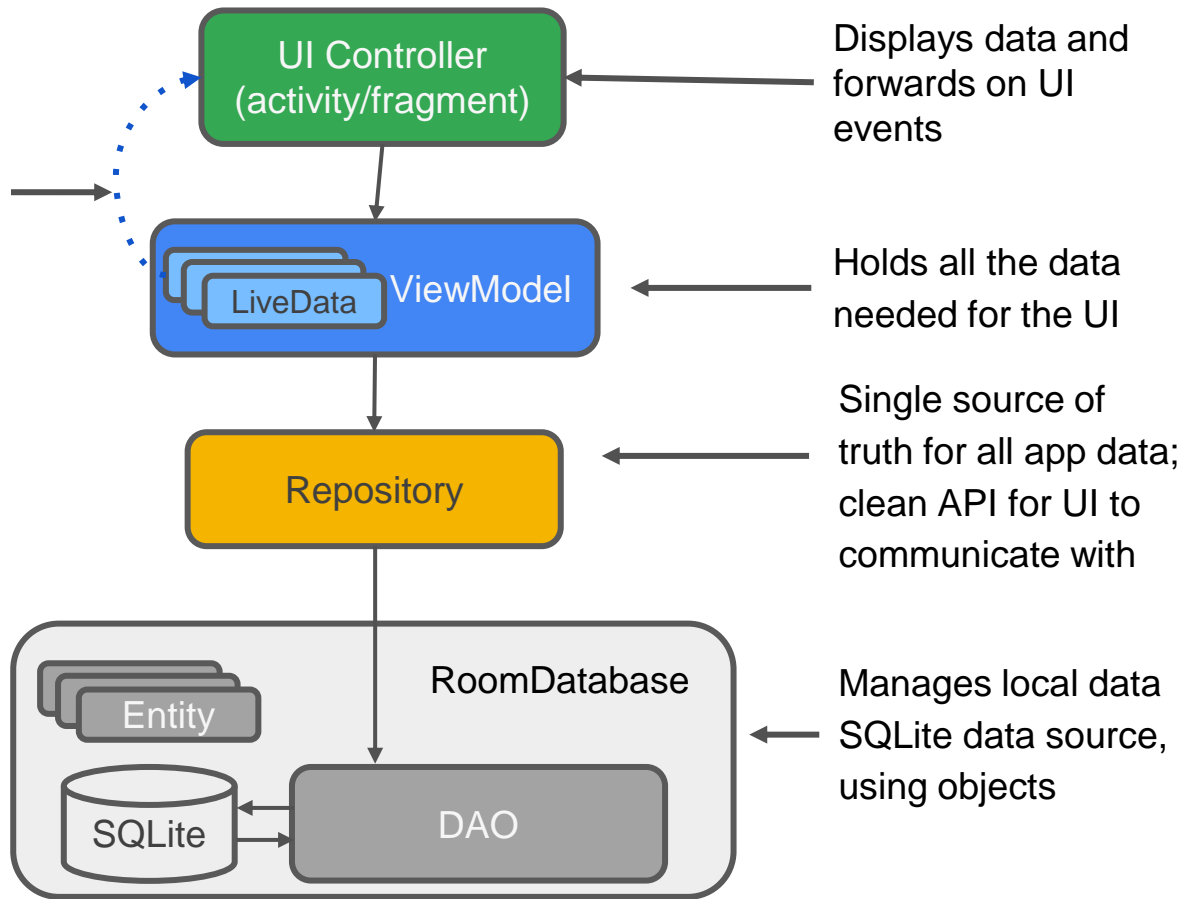 UI Controller
(activity/fragment)
Displays data and
forwards on UI
events
LiveData
ViewModel
Holds all the data
needed for the UI
Repository
Single source of
truth for all app data;
clean API for UI to
communicate with
RoomDatabase
Entity
SQLite
DAO
Manages local data
SQLite data source,
using objects